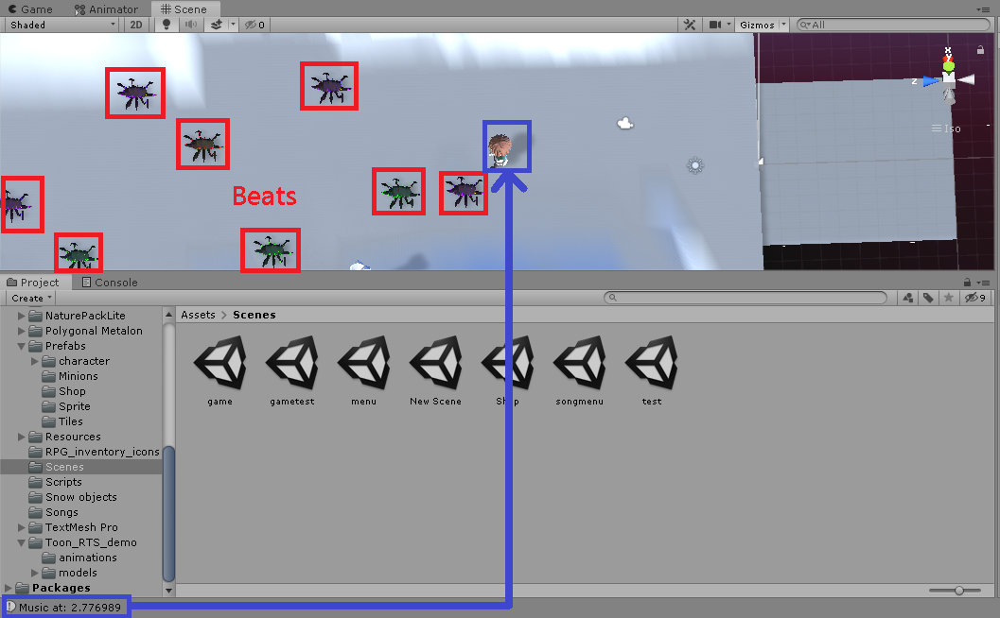 Game Animator Scene
Shaded 2D 0 Gizmos All
x
y
z
Iso
Beats
Project Console
Create 9
NaturePackLite
Polygonal Metalon
Prefabs
character
Minions
Shop
Sprite
Tiles
Resources
RPG_inventory_icons
Scenes
Scripts
Snow objects
Songs
TextMesh Pro
Toon_RTS_demo
animations
models
Packages
Assets > Scenes
game gametest menu New Scene Shop songmenu test
Music at: 2.776989